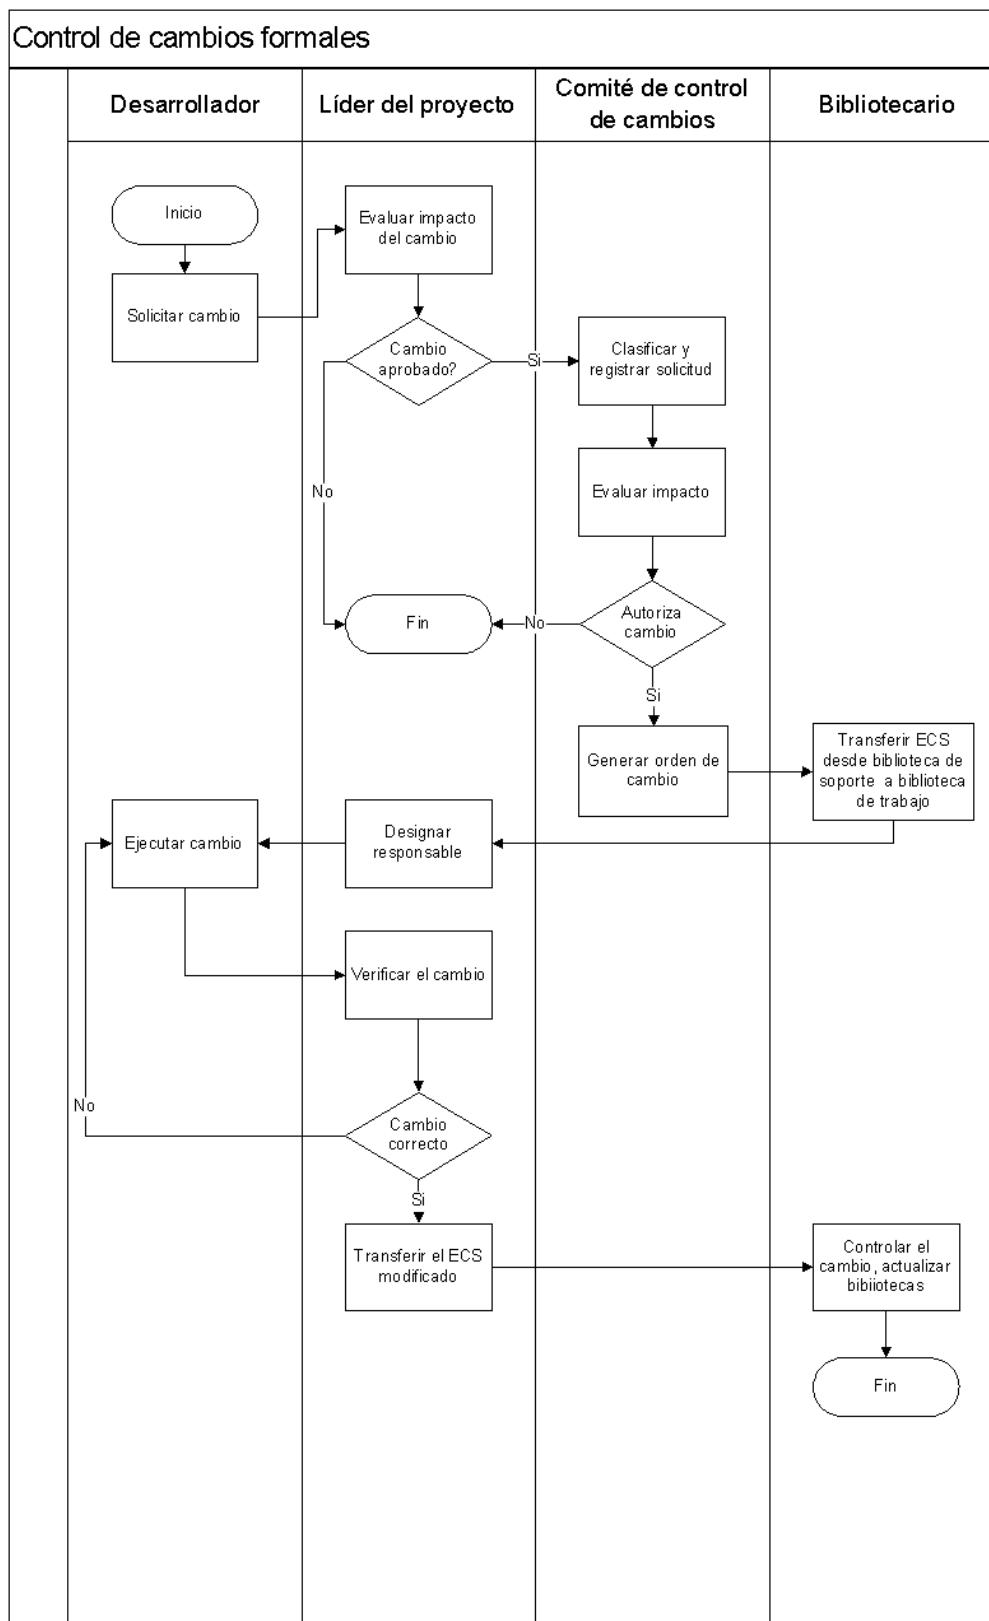 Control de cambios formales
Desarrollador
Líder del proyecto
Comité de control
de cambios
Bibliotecario
Inicio
Evaluar impacto
del cambio
Solicitar cambio
Cambio
aprobado?
Si
Clasificar y
registrar solicitud
No
Evaluar impacto
Fin
No
Autoriza
cambio
Si
Generar orden de
cambio
Transferir ECS
desde biblioteca de
soporte a biblioteca
de trabajo
Ejecutar cambio
Designar
responsable
Verificar el cambio
No
Cambio
correcto
Si
Transferir el ECS
modificado
Controlar el
cambio, actualizar
bibiiotecas
Fin